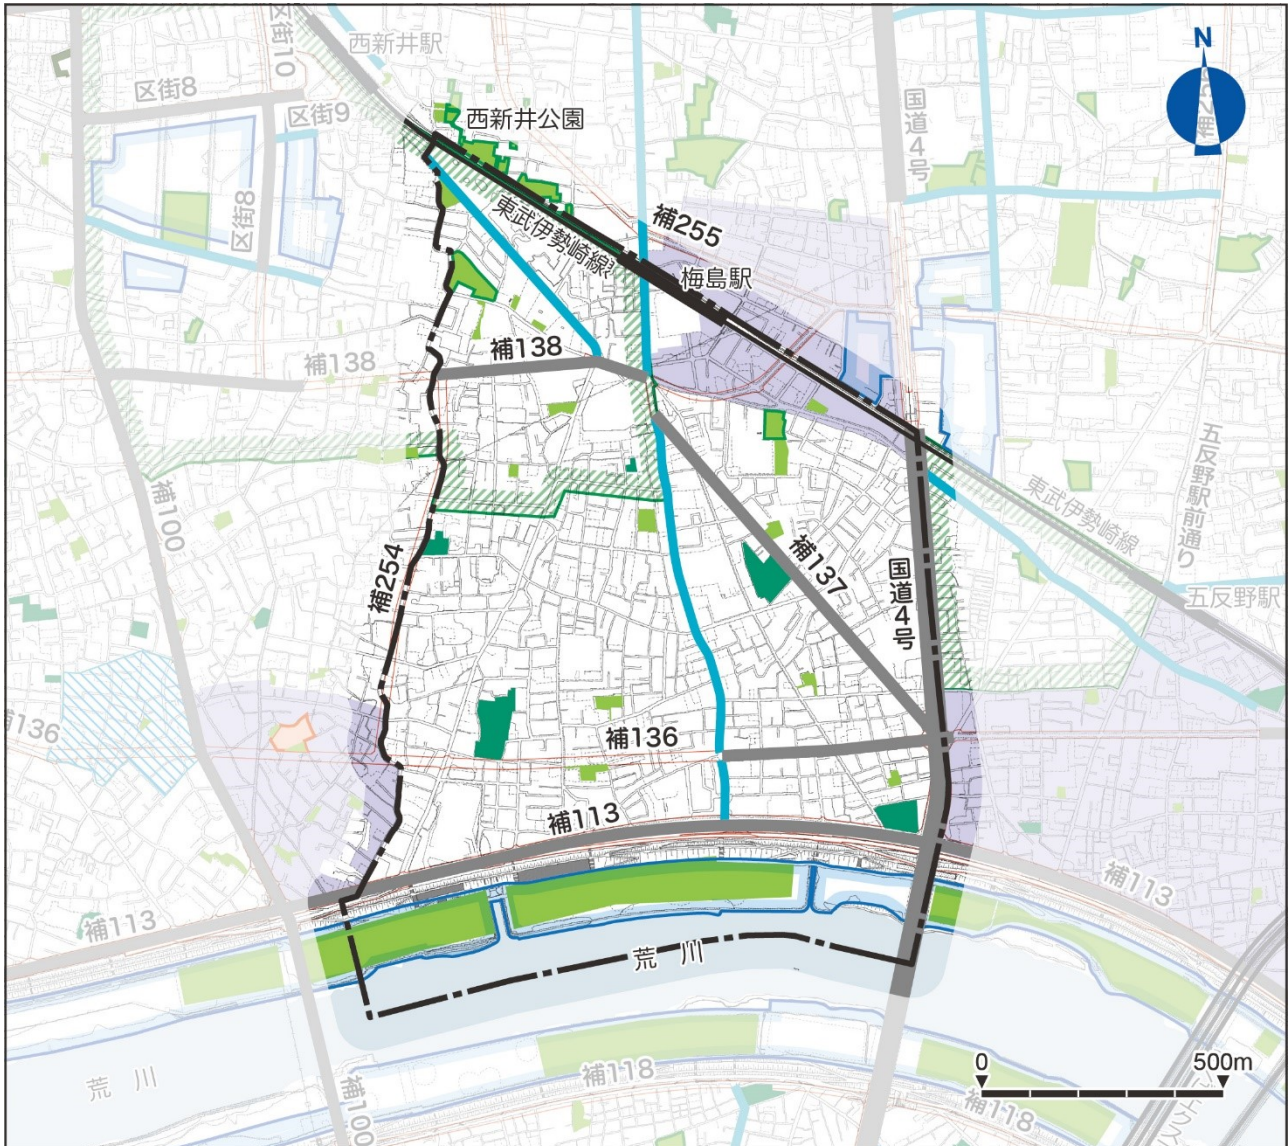 区街10
西新井駅
N
区街8
区街9
西新井公園
国道4号
区街8
補255
東武伊勢崎線
梅島駅
補138
補138
五反野駅前通り
東武伊勢崎線
補100
補137
国道4号
五反野駅
補254
補136
補136
補113
補113
補113
荒川
荒川
補118
補100
補118
0
500m